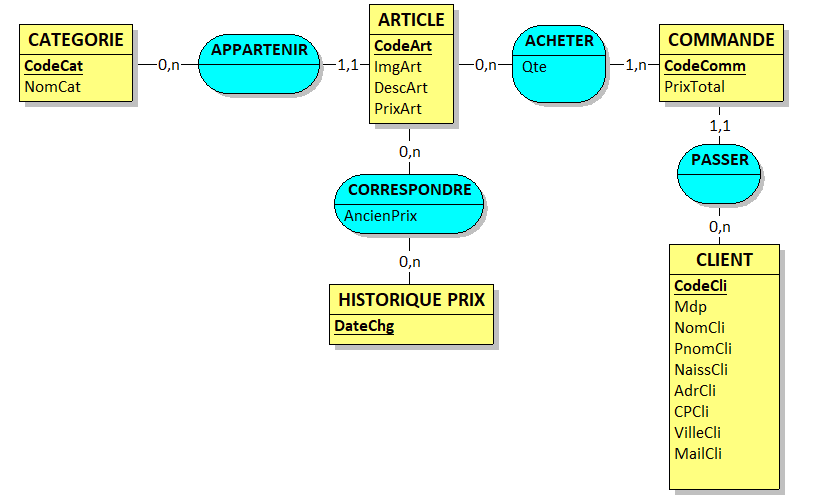 CATEGORIE
CodeCat
NomCat
0,n
APPARTENIR
1,1
ARTICLE
CodeArt
ImgArt
DescArt
PrixArt
0,n
ACHETER
Qte
1,n
COMMANDE
CodeComm
PrixTotal
0,n
CORRESPONDRE
AncienPrix
0,n
HISTORIQUE PRIX
DateChg
1,1
PASSER
0,n
CLIENT
CodeCli
Mdp
NomCli
PnomCli
NaissCli
AdrCli
CPCli
VilleCli
MailCli